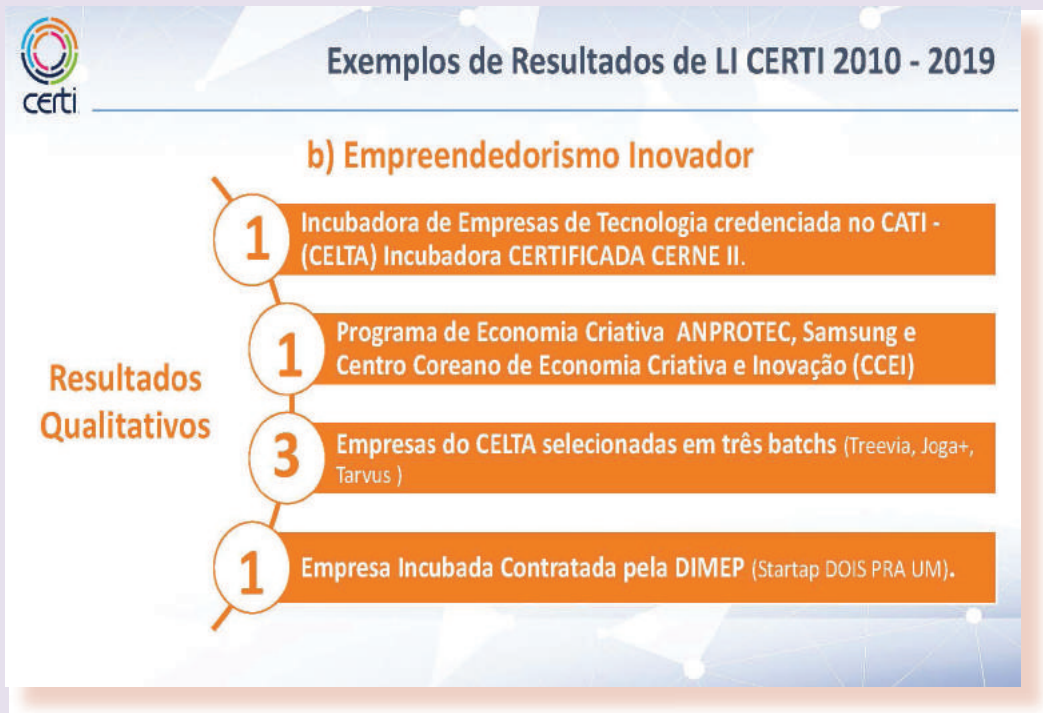 certi
Exemplos de Resultados de LI CERTI 2010 - 2019
b) Empreendedorismo Inovador
Resultados
Qualitativos
1
Incubadora de Empresas de Tecnologia credenciada no CATI -
(CELTA) Incubadora CERTIFICADA CERNE II.
1
Programa de Economia Criativa ANPROTEC, Samsung e
Centro Coreano de Economia Criativa e Inovação (CCEI)
3
Empresas do CELTA selecionadas em três batchs (Treevia, Joga+,
Tarvus )
1
Empresa Incubada Contratada pela DIMEP (Startap DOIS PRA UM).